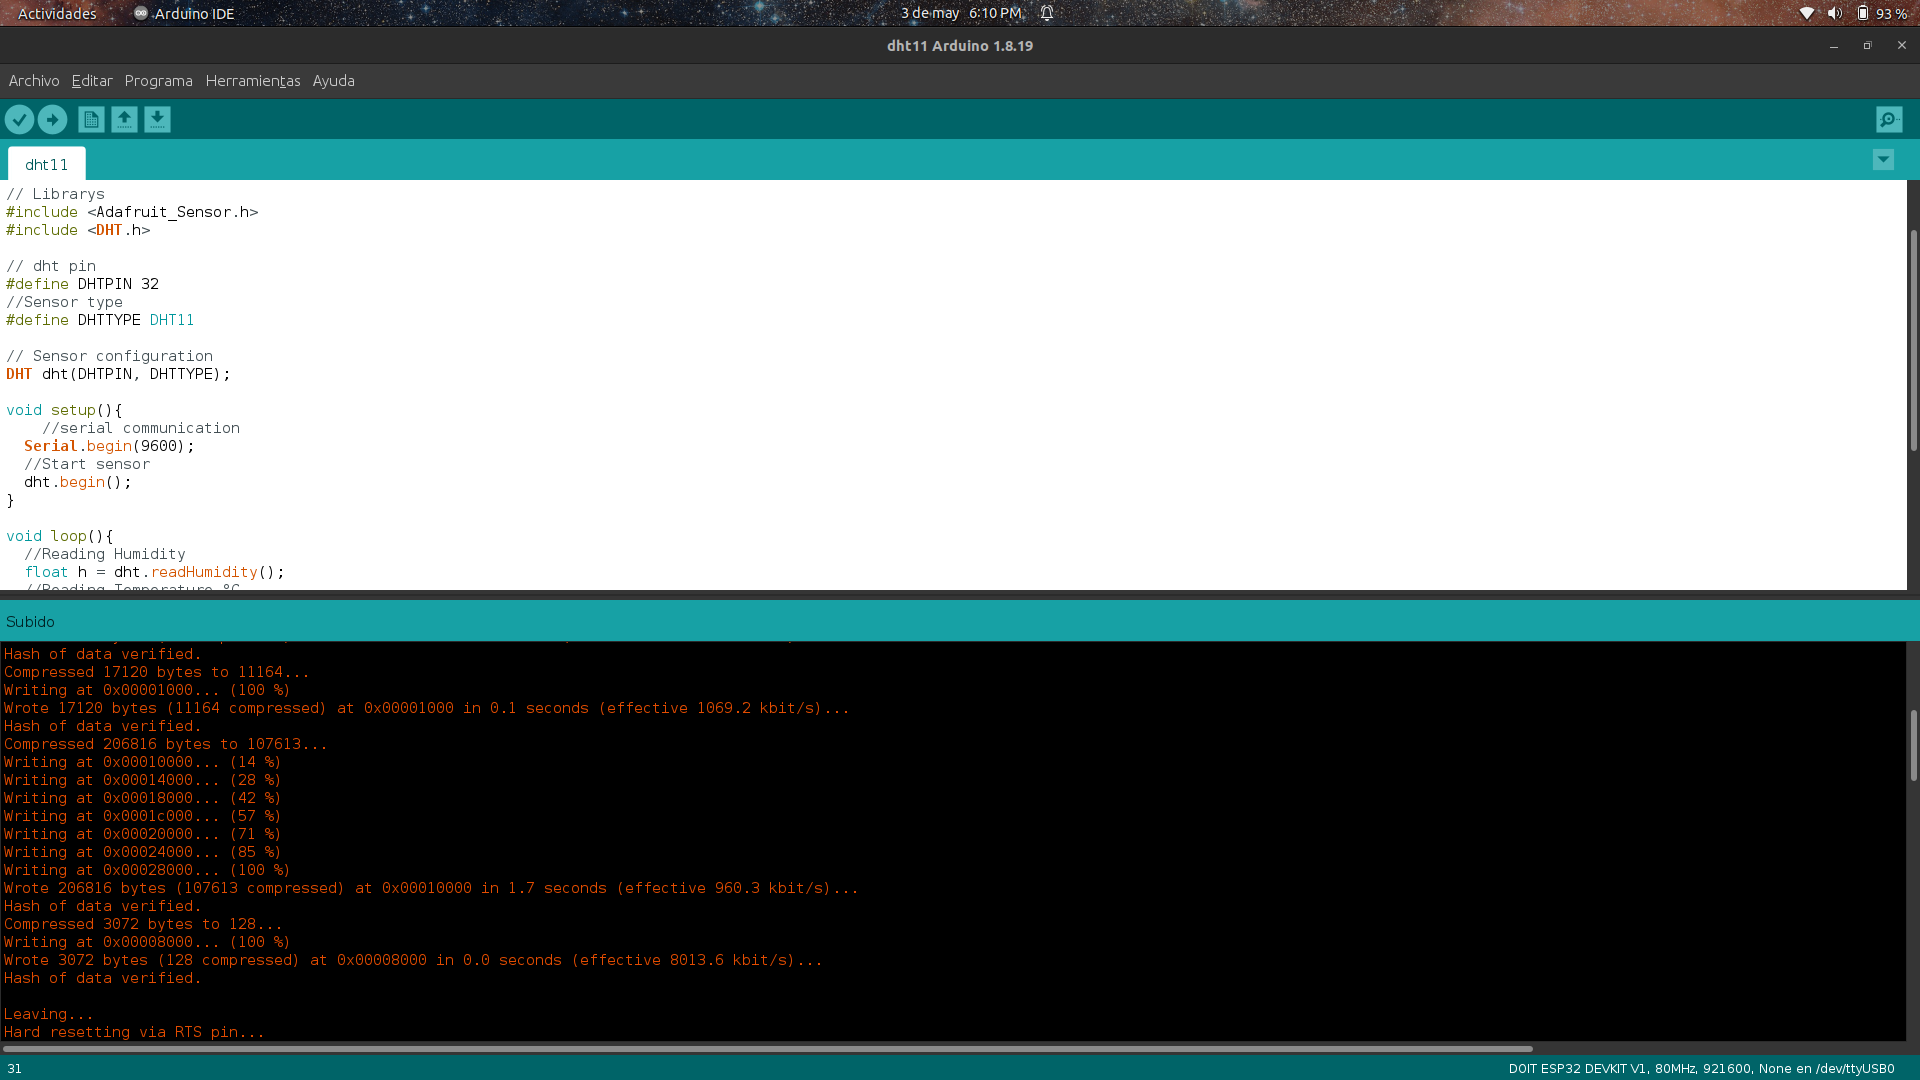 Actividades
Arduino IDE
3 de may 6:10 PM
93 %
dht11 Arduino 1.8.19
Archivo Editar Programa Herramientas Ayuda
dht11
// Librarys
#include <Adafruit_Sensor.h>
#include <DHT.h>
// dht pin
#define DHTPIN 32
//Sensor type
#define DHTTYPE DHT11
// Sensor configuration
DHT dht(DHTPIN, DHTTYPE);
void setup(){
//serial communication
Serial.begin(9600);
//Start sensor
dht.begin();
}
void loop(){
//Reading Humidity
float h = dht.readHumidity();
//Reading Temperature °C
Subido
Hash of data verified.
Compressed 17120 bytes to 11164...
Writing at 0x00001000... (100 %)
Wrote 17120 bytes (11164 compressed) at 0x00001000 in 0.1 seconds (effective 1069.2 kbit/s)...
Hash of data verified.
Compressed 206816 bytes to 107613...
Writing at 0x00010000... (14 %)
Writing at 0x00014000... (28 %)
Writing at 0x00018000... (42 %)
Writing at 0x0001c000... (57 %)
Writing at 0x00020000... (71 %)
Writing at 0x00024000... (85 %)
Writing at 0x00028000... (100 %)
Wrote 206816 bytes (107613 compressed) at 0x00010000 in 1.7 seconds (effective 960.3 kbit/s)...
Hash of data verified.
Compressed 3072 bytes to 128...
Writing at 0x00008000... (100 %)
Wrote 3072 bytes (128 compressed) at 0x00008000 in 0.0 seconds (effective 8013.6 kbit/s)...
Hash of data verified.
Leaving...
Hard resetting via RTS pin...
31
DOIT ESP32 DEVKIT V1, 80MHz, 921600, None en /dev/ttyUSB0